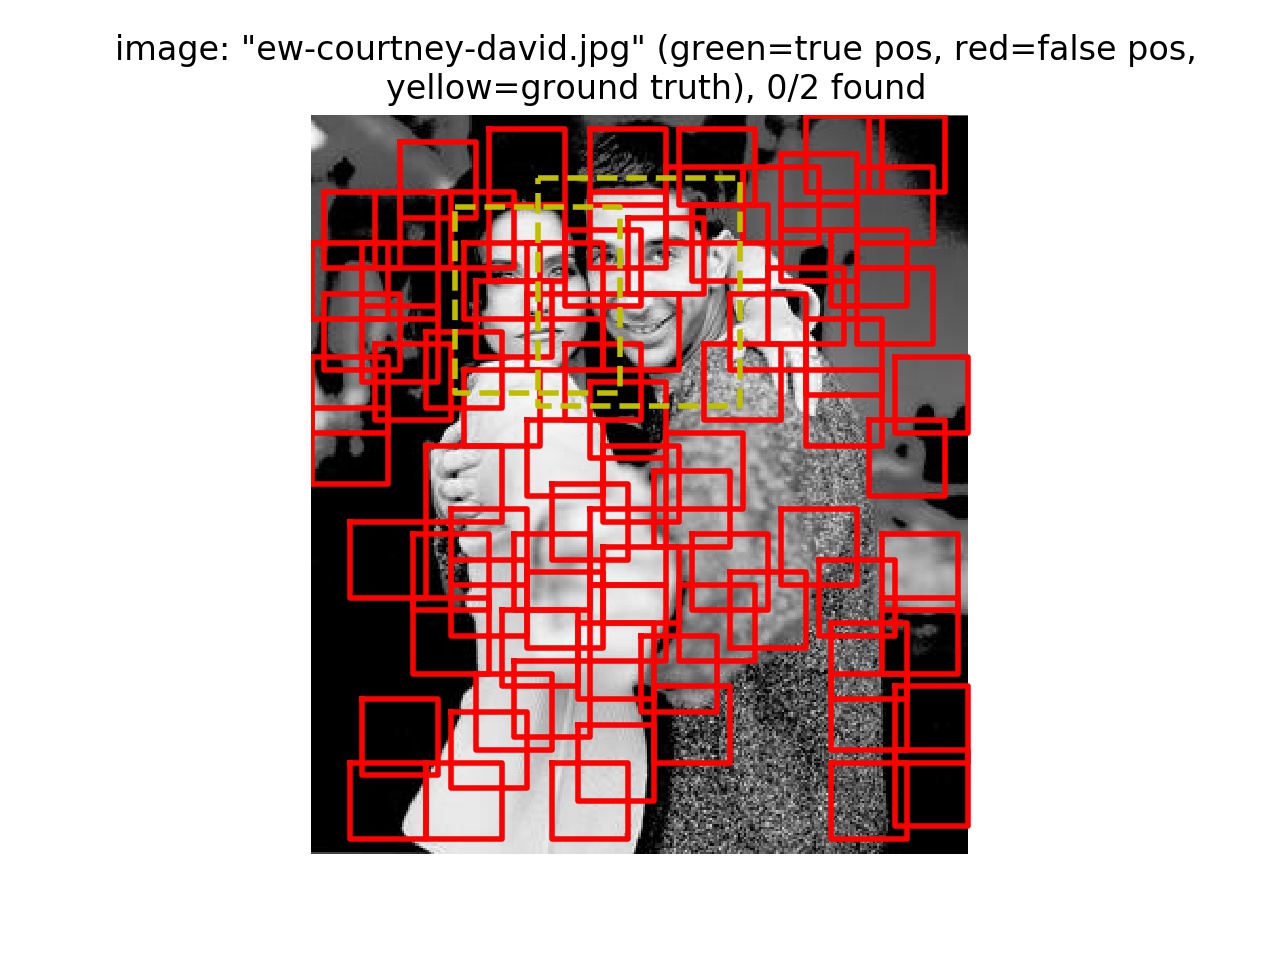 image: "ew-courtney-david.jpg" (green=true pos, red=false pos,
yellow=ground truth), 0/2 found